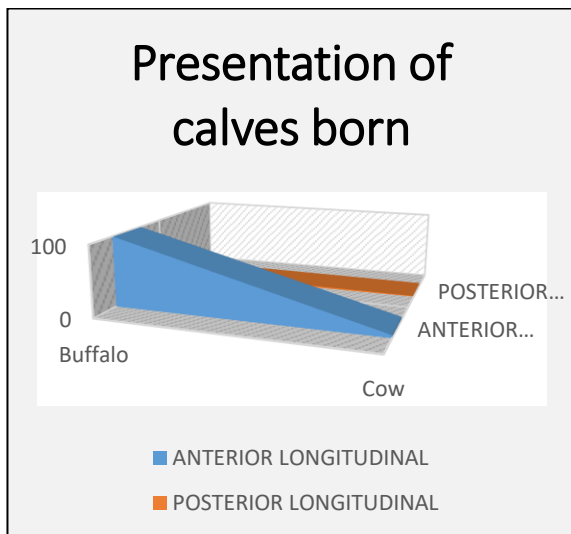 Presentation of
calves born
100
0
Buffalo
Cow
POSTERIOR...
ANTERIOR...
ANTERIOR LONGITUDINAL
POSTERIOR LONGITUDINAL